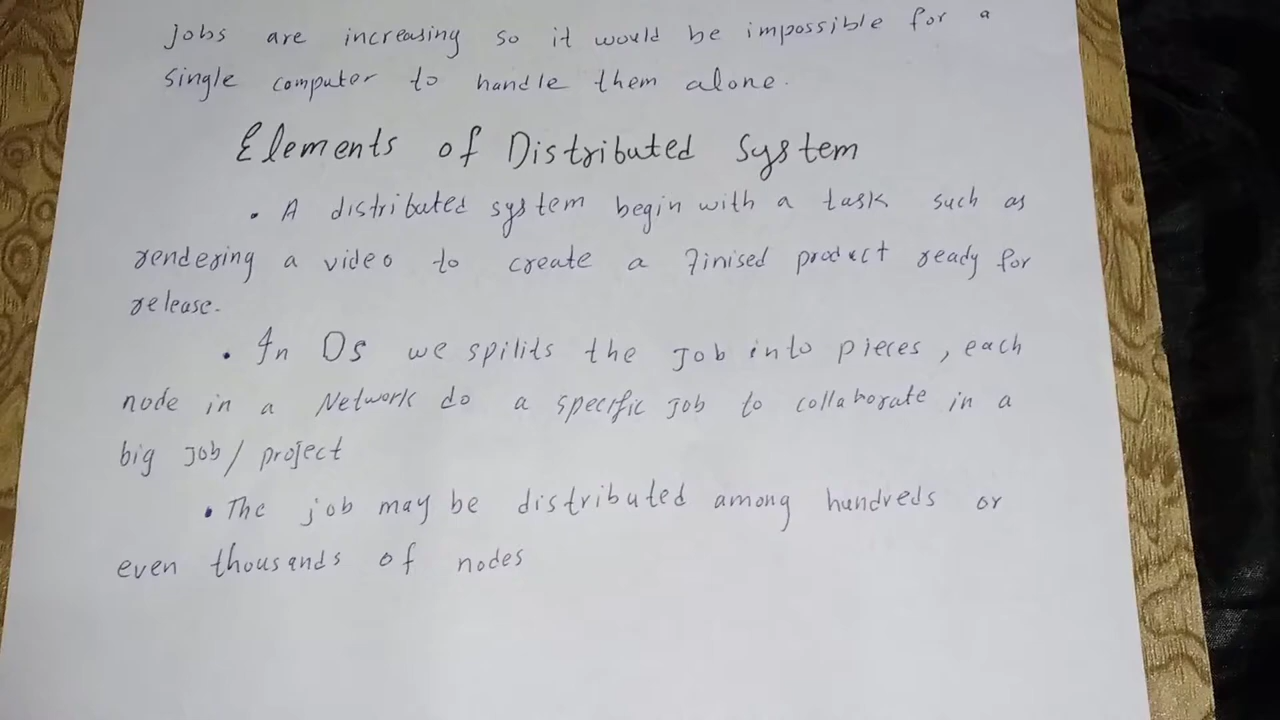 jobs are increasing so it would be impossible for a
single computer to handle them alone.
Elements of Distributed System
• A distributed system begin with a task such as
rendering a video to create a finised product ready for
release.
• In Ds we spilits the Job into pieces, each
node in a Network do a specific Job to collaborate in a
big Job/ project
• The job may be distributed among hundreds or
even thousands of nodes